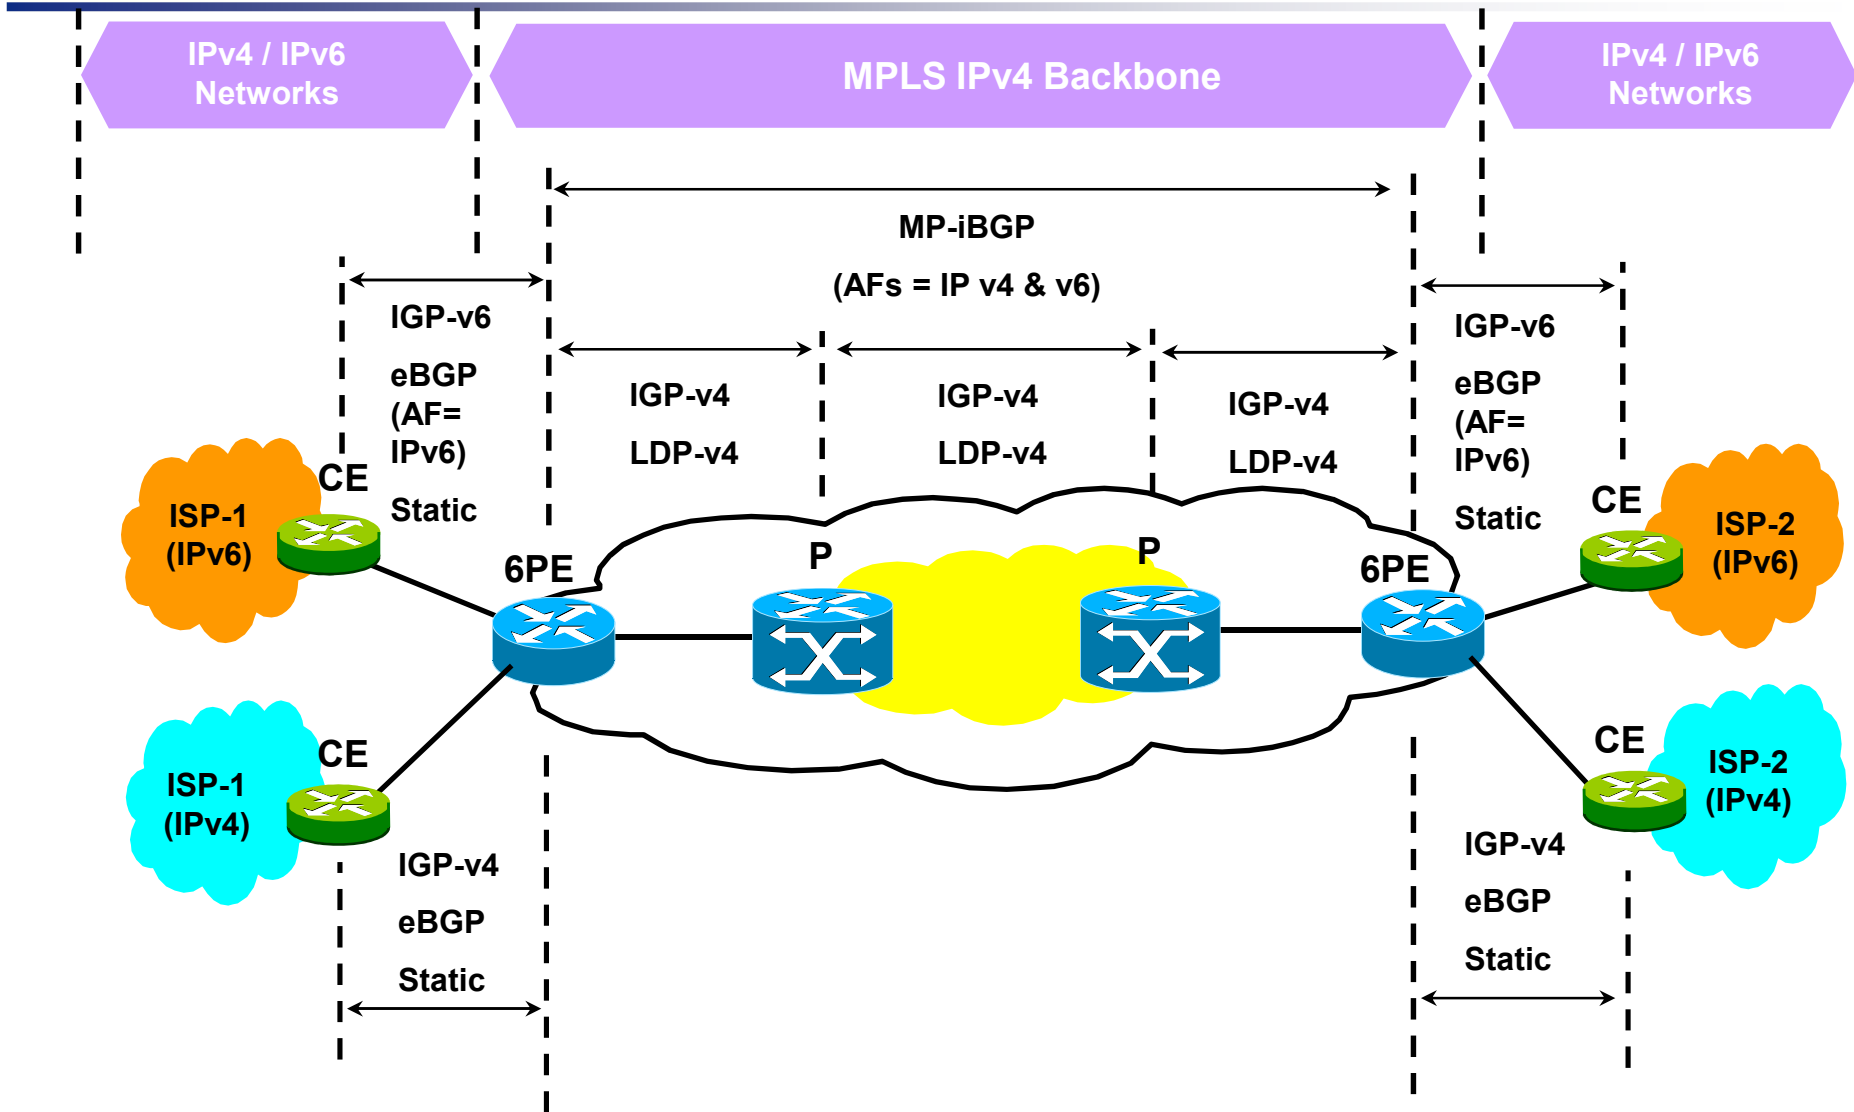 IPv4 / IPv6
Networks
MPLS IPv4 Backbone
IPv4 / IPv6
Networks
MP-iBGP
(AFs = IP v4 & v6)
IGP-v6
eBGP
(AF=
IPv6)
Static
IGP-v4
LDP-v4
IGP-v4
LDP-v4
IGP-v4
LDP-v4
IGP-v6
eBGP
(AF=
IPv6)
Static
CE
ISP-1
(IPv6)
6PE
P
P
6PE
CE
ISP-2
(IPv6)
CE
ISP-1
(IPv4)
CE
ISP-2
(IPv4)
IGP-v4
eBGP
Static
IGP-v4
eBGP
Static